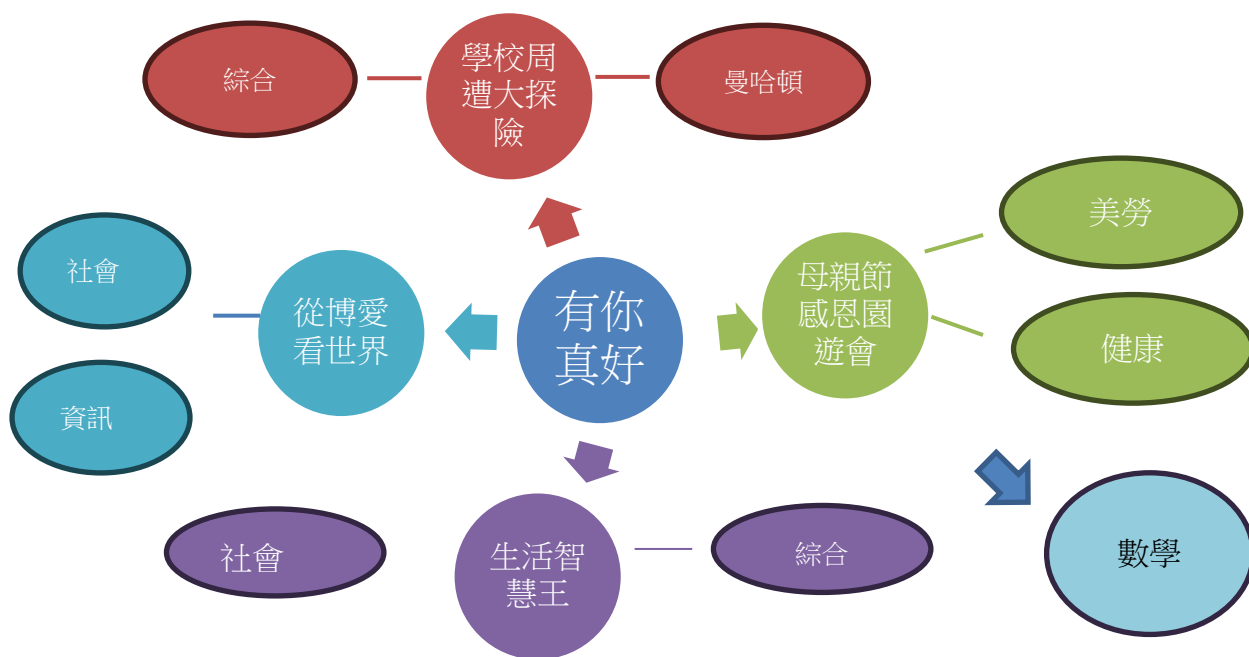 綜合
學校周
遭大探
險
曼哈頓
社會
資訊
從博愛
看世界
有你
真好
母親節
感恩園
遊會
美勞
健康
社會
生活智
慧王
綜合
數學